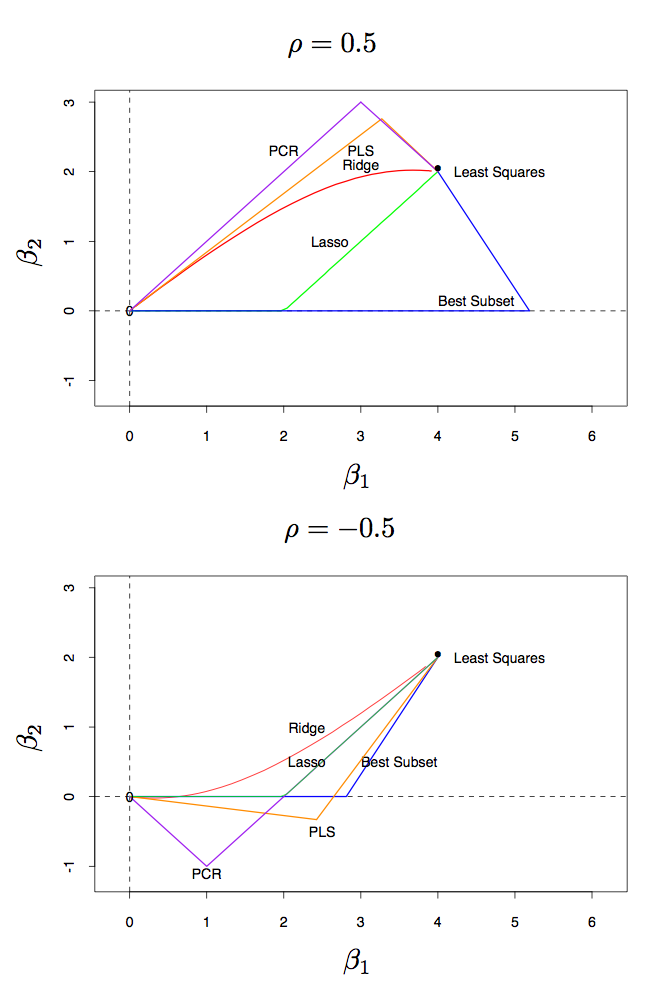 ρ = 0.5
3
PCR
PLS
Ridge
2
Least Squares
β₂
1
Lasso
Best Subset
0
0
-1
0 1 2 3 4 5 6
β₁
ρ = −0.5
3
2
Least Squares
β₂
1
Ridge
Lasso
Best Subset
0
0
PLS
-1
PCR
0 1 2 3 4 5 6
β₁